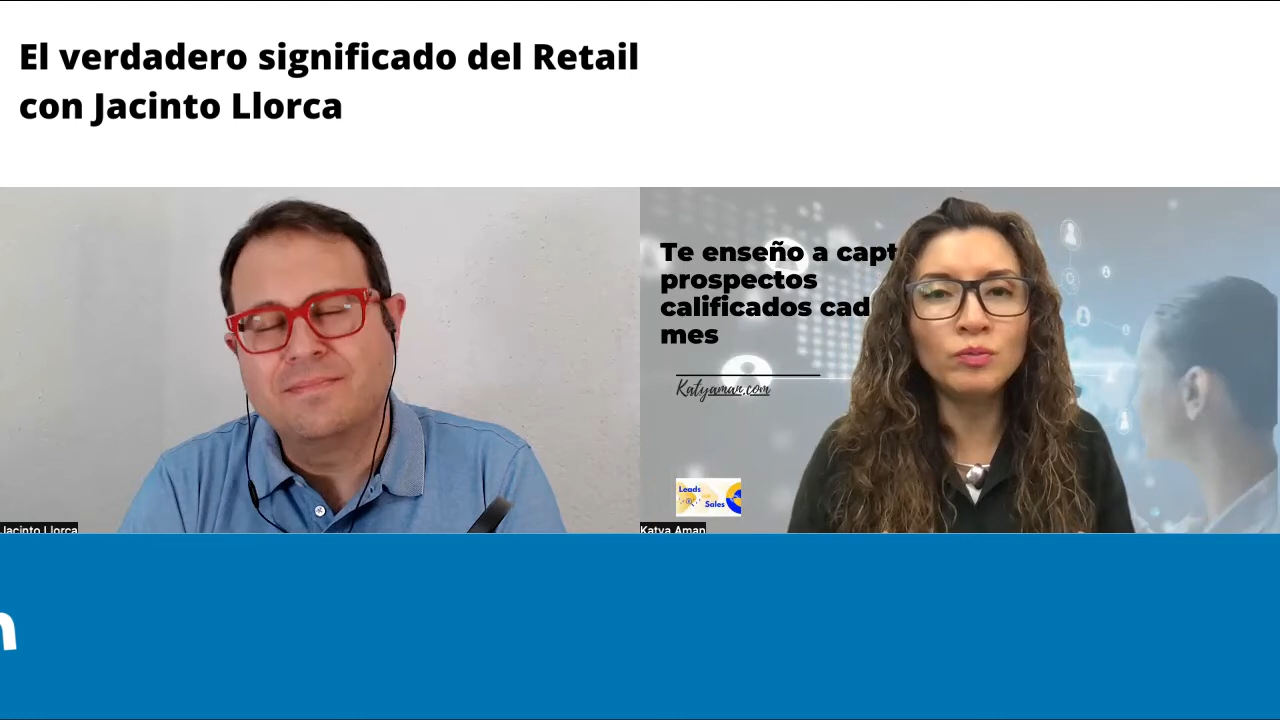 El verdadero significado del Retail
con Jacinto Llorca
Te enseño a capt
prospectos
calificados cad
mes
Katyaman.com
Leads
Sales
Jacinto Llorca
Katya Aman